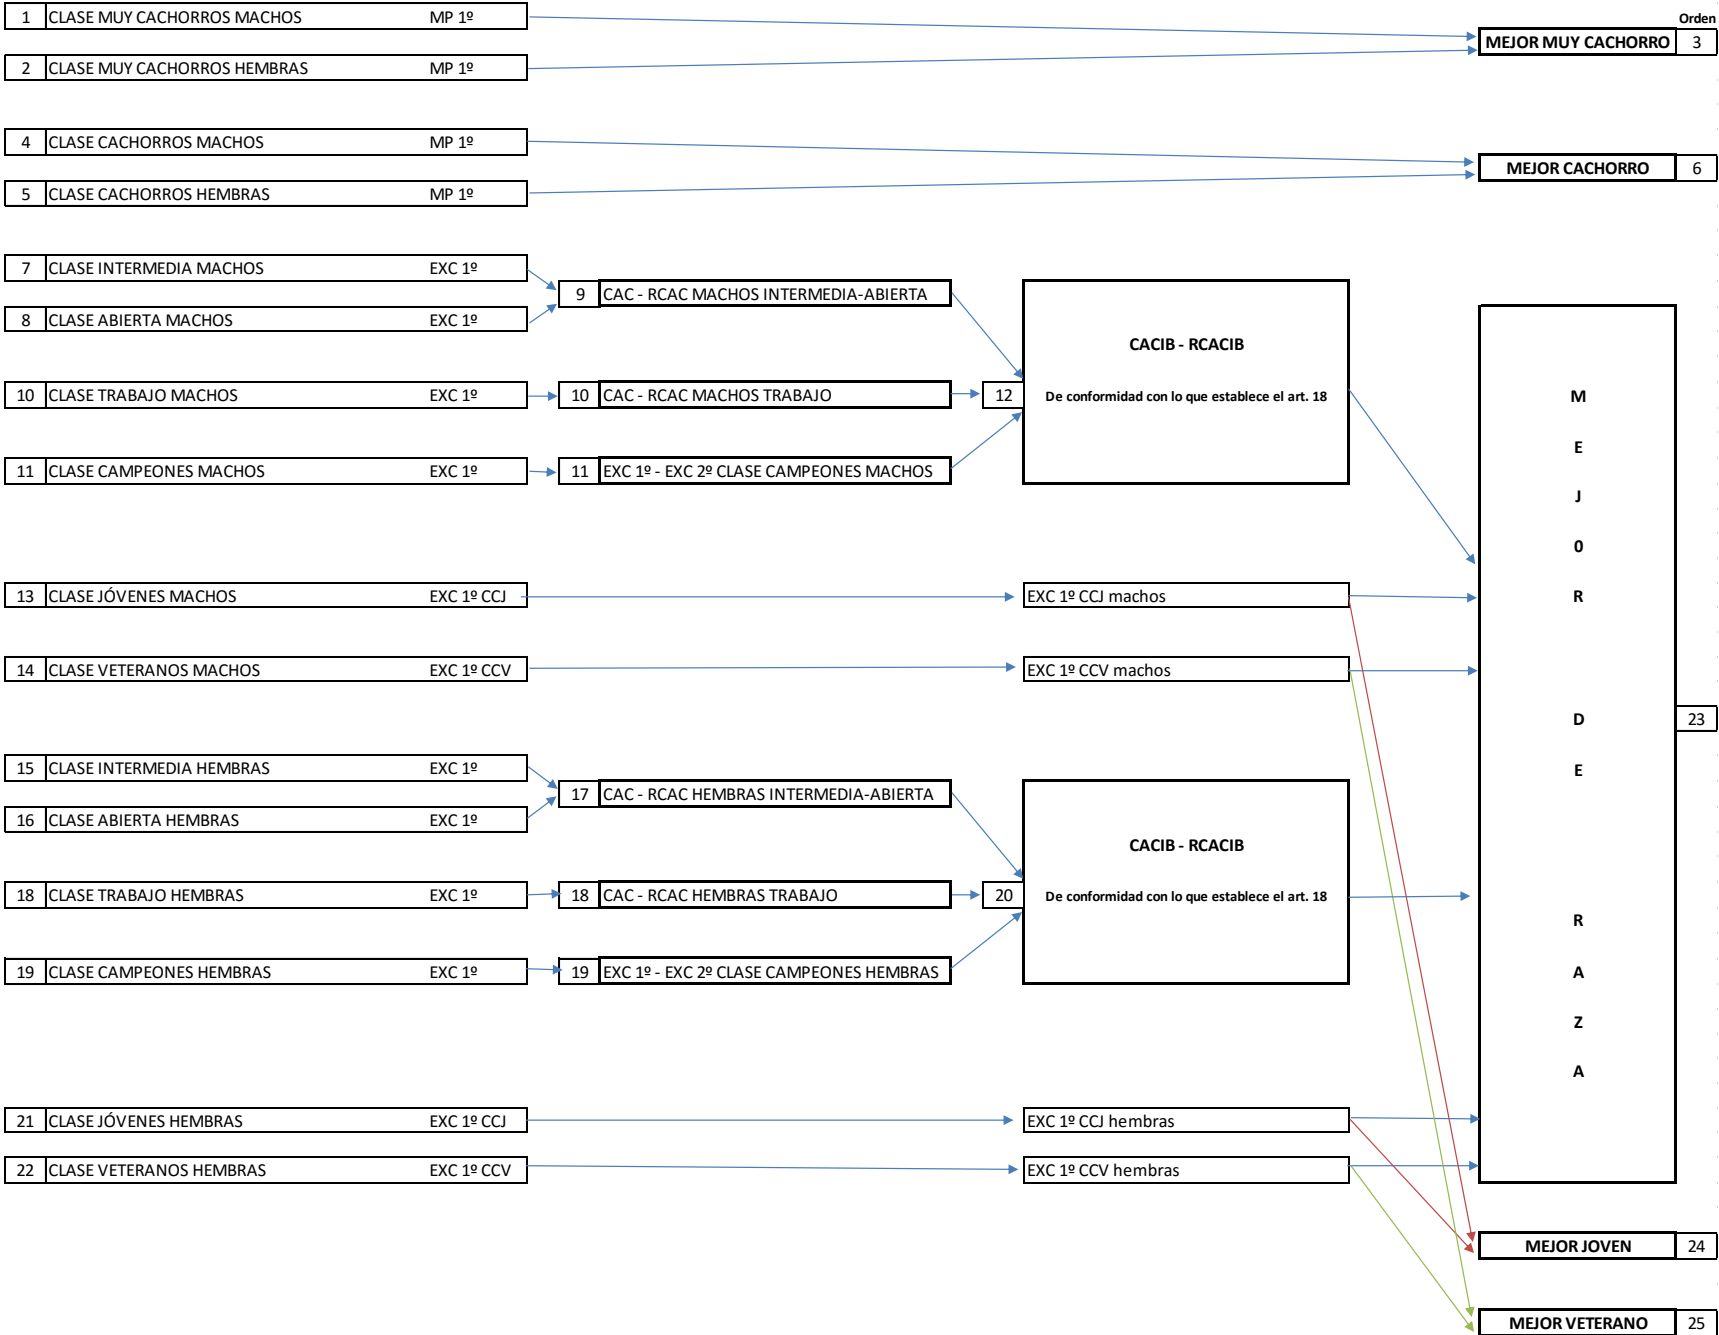 Orden
1 CLASE MUY CACHORROS MACHOS MP 1º
MEJOR MUY CACHORRO 3
2 CLASE MUY CACHORROS HEMBRAS MP 1º
4 CLASE CACHORROS MACHOS MP 1º
MEJOR CACHORRO 6
5 CLASE CACHORROS HEMBRAS MP 1º
7 CLASE INTERMEDIA MACHOS EXC 1º
9 CAC - RCAC MACHOS INTERMEDIA-ABIERTA
8 CLASE ABIERTA MACHOS EXC 1º
CACIB - RCACIB
10 CLASE TRABAJO MACHOS EXC 1º
10 CAC - RCAC MACHOS TRABAJO
12 De conformidad con lo que establece el art. 18
11 CLASE CAMPEONES MACHOS EXC 1º
11 EXC 1º - EXC 2º CLASE CAMPEONES MACHOS
13 CLASE JÓVENES MACHOS EXC 1º CCJ
EXC 1º CCJ machos
14 CLASE VETERANOS MACHOS EXC 1º CCV
EXC 1º CCV machos
M
E
J
0
R
D
E
R
A
Z
A
23
15 CLASE INTERMEDIA HEMBRAS EXC 1º
17 CAC - RCAC HEMBRAS INTERMEDIA-ABIERTA
16 CLASE ABIERTA HEMBRAS EXC 1º
CACIB - RCACIB
18 CLASE TRABAJO HEMBRAS EXC 1º
18 CAC - RCAC HEMBRAS TRABAJO
20 De conformidad con lo que establece el art. 18
19 CLASE CAMPEONES HEMBRAS EXC 1º
19 EXC 1º - EXC 2º CLASE CAMPEONES HEMBRAS
21 CLASE JÓVENES HEMBRAS EXC 1º CCJ
EXC 1º CCJ hembras
22 CLASE VETERANOS HEMBRAS EXC 1º CCV
EXC 1º CCV hembras
MEJOR JOVEN 24
MEJOR VETERANO 25